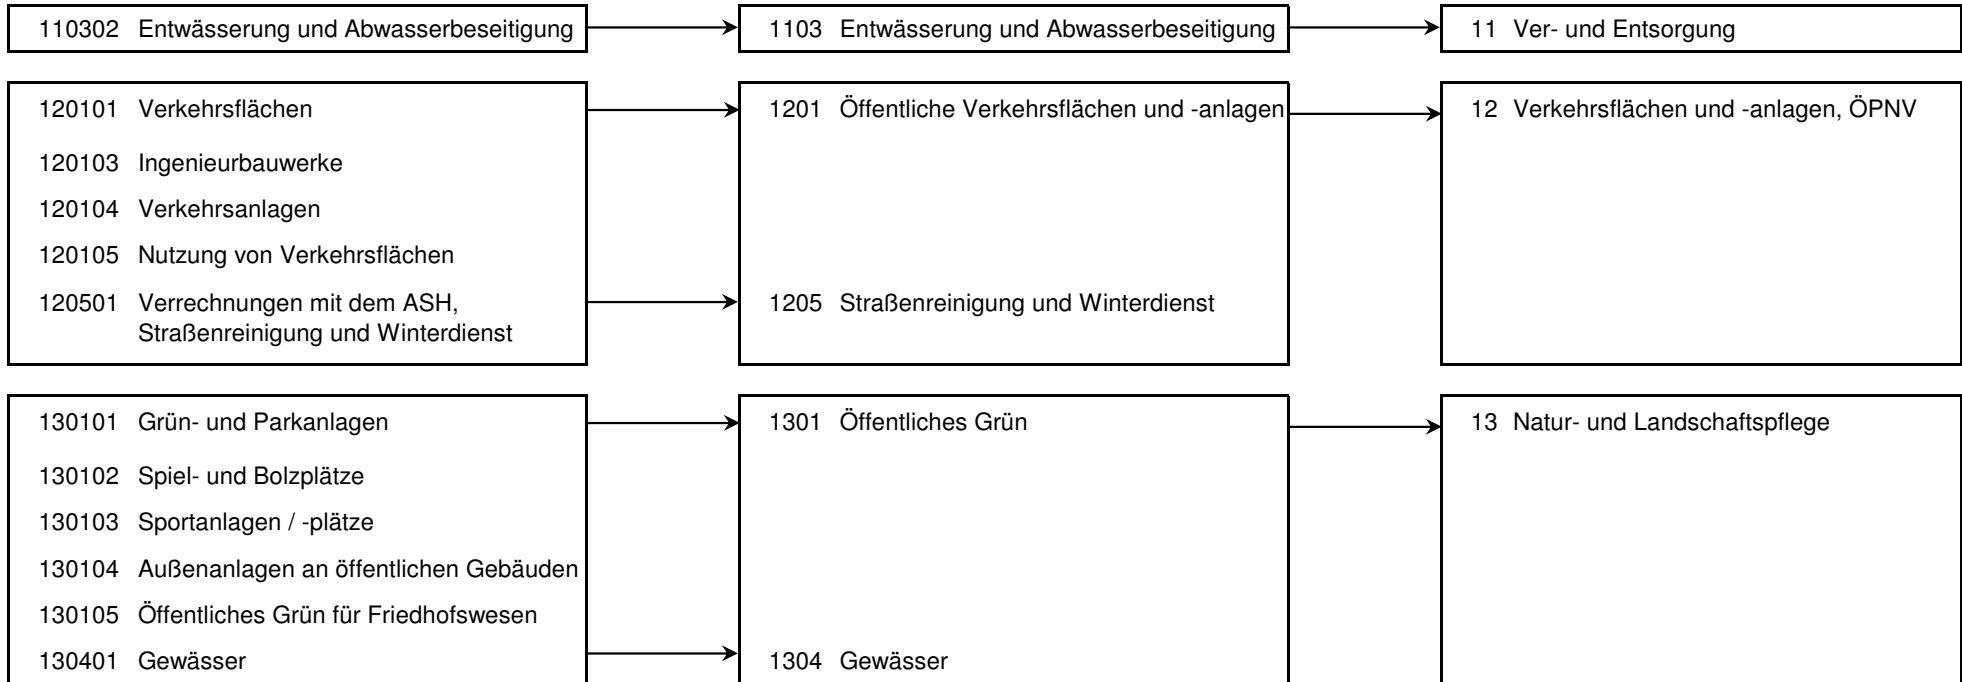 110302 Entwässerung und Abwasserbeseitigung 1103 Entwässerung und Abwasserbeseitigung 11 Ver- und Entsorgung
120101 Verkehrsflächen 1201 Öffentliche Verkehrsflächen und -anlagen 12 Verkehrsflächen und -anlagen, ÖPNV
120103 Ingenieurbauwerke
120104 Verkehrsanlagen
120105 Nutzung von Verkehrsflächen
120501 Verrechnungen mit dem ASH, 1205 Straßenreinigung und Winterdienst
Straßenreinigung und Winterdienst
130101 Grün- und Parkanlagen 1301 Öffentliches Grün 13 Natur- und Landschaftspflege
130102 Spiel- und Bolzplätze
130103 Sportanlagen / -plätze
130104 Außenanlagen an öffentlichen Gebäuden
130105 Öffentliches Grün für Friedhofswesen
130401 Gewässer 1304 Gewässer